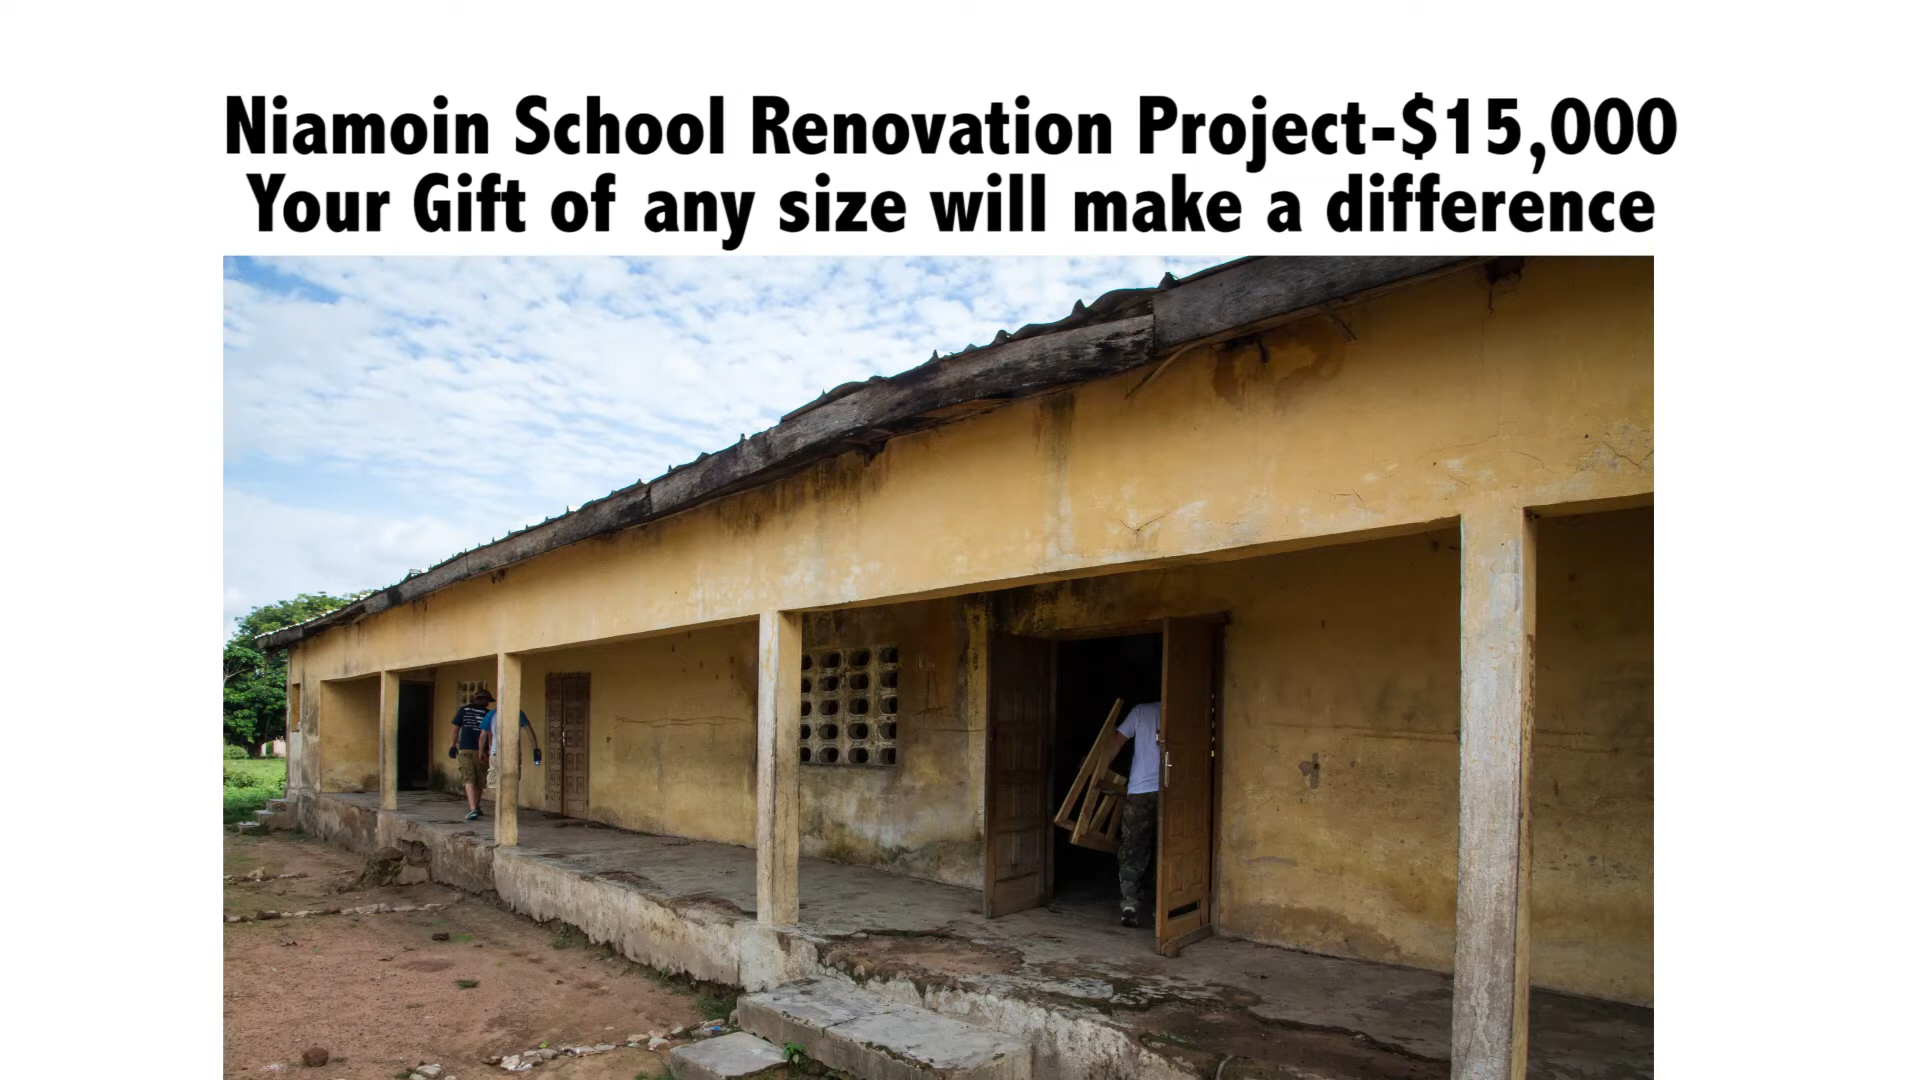 Niamoin School Renovation Project-$15,000
Your Gift of any size will make a difference